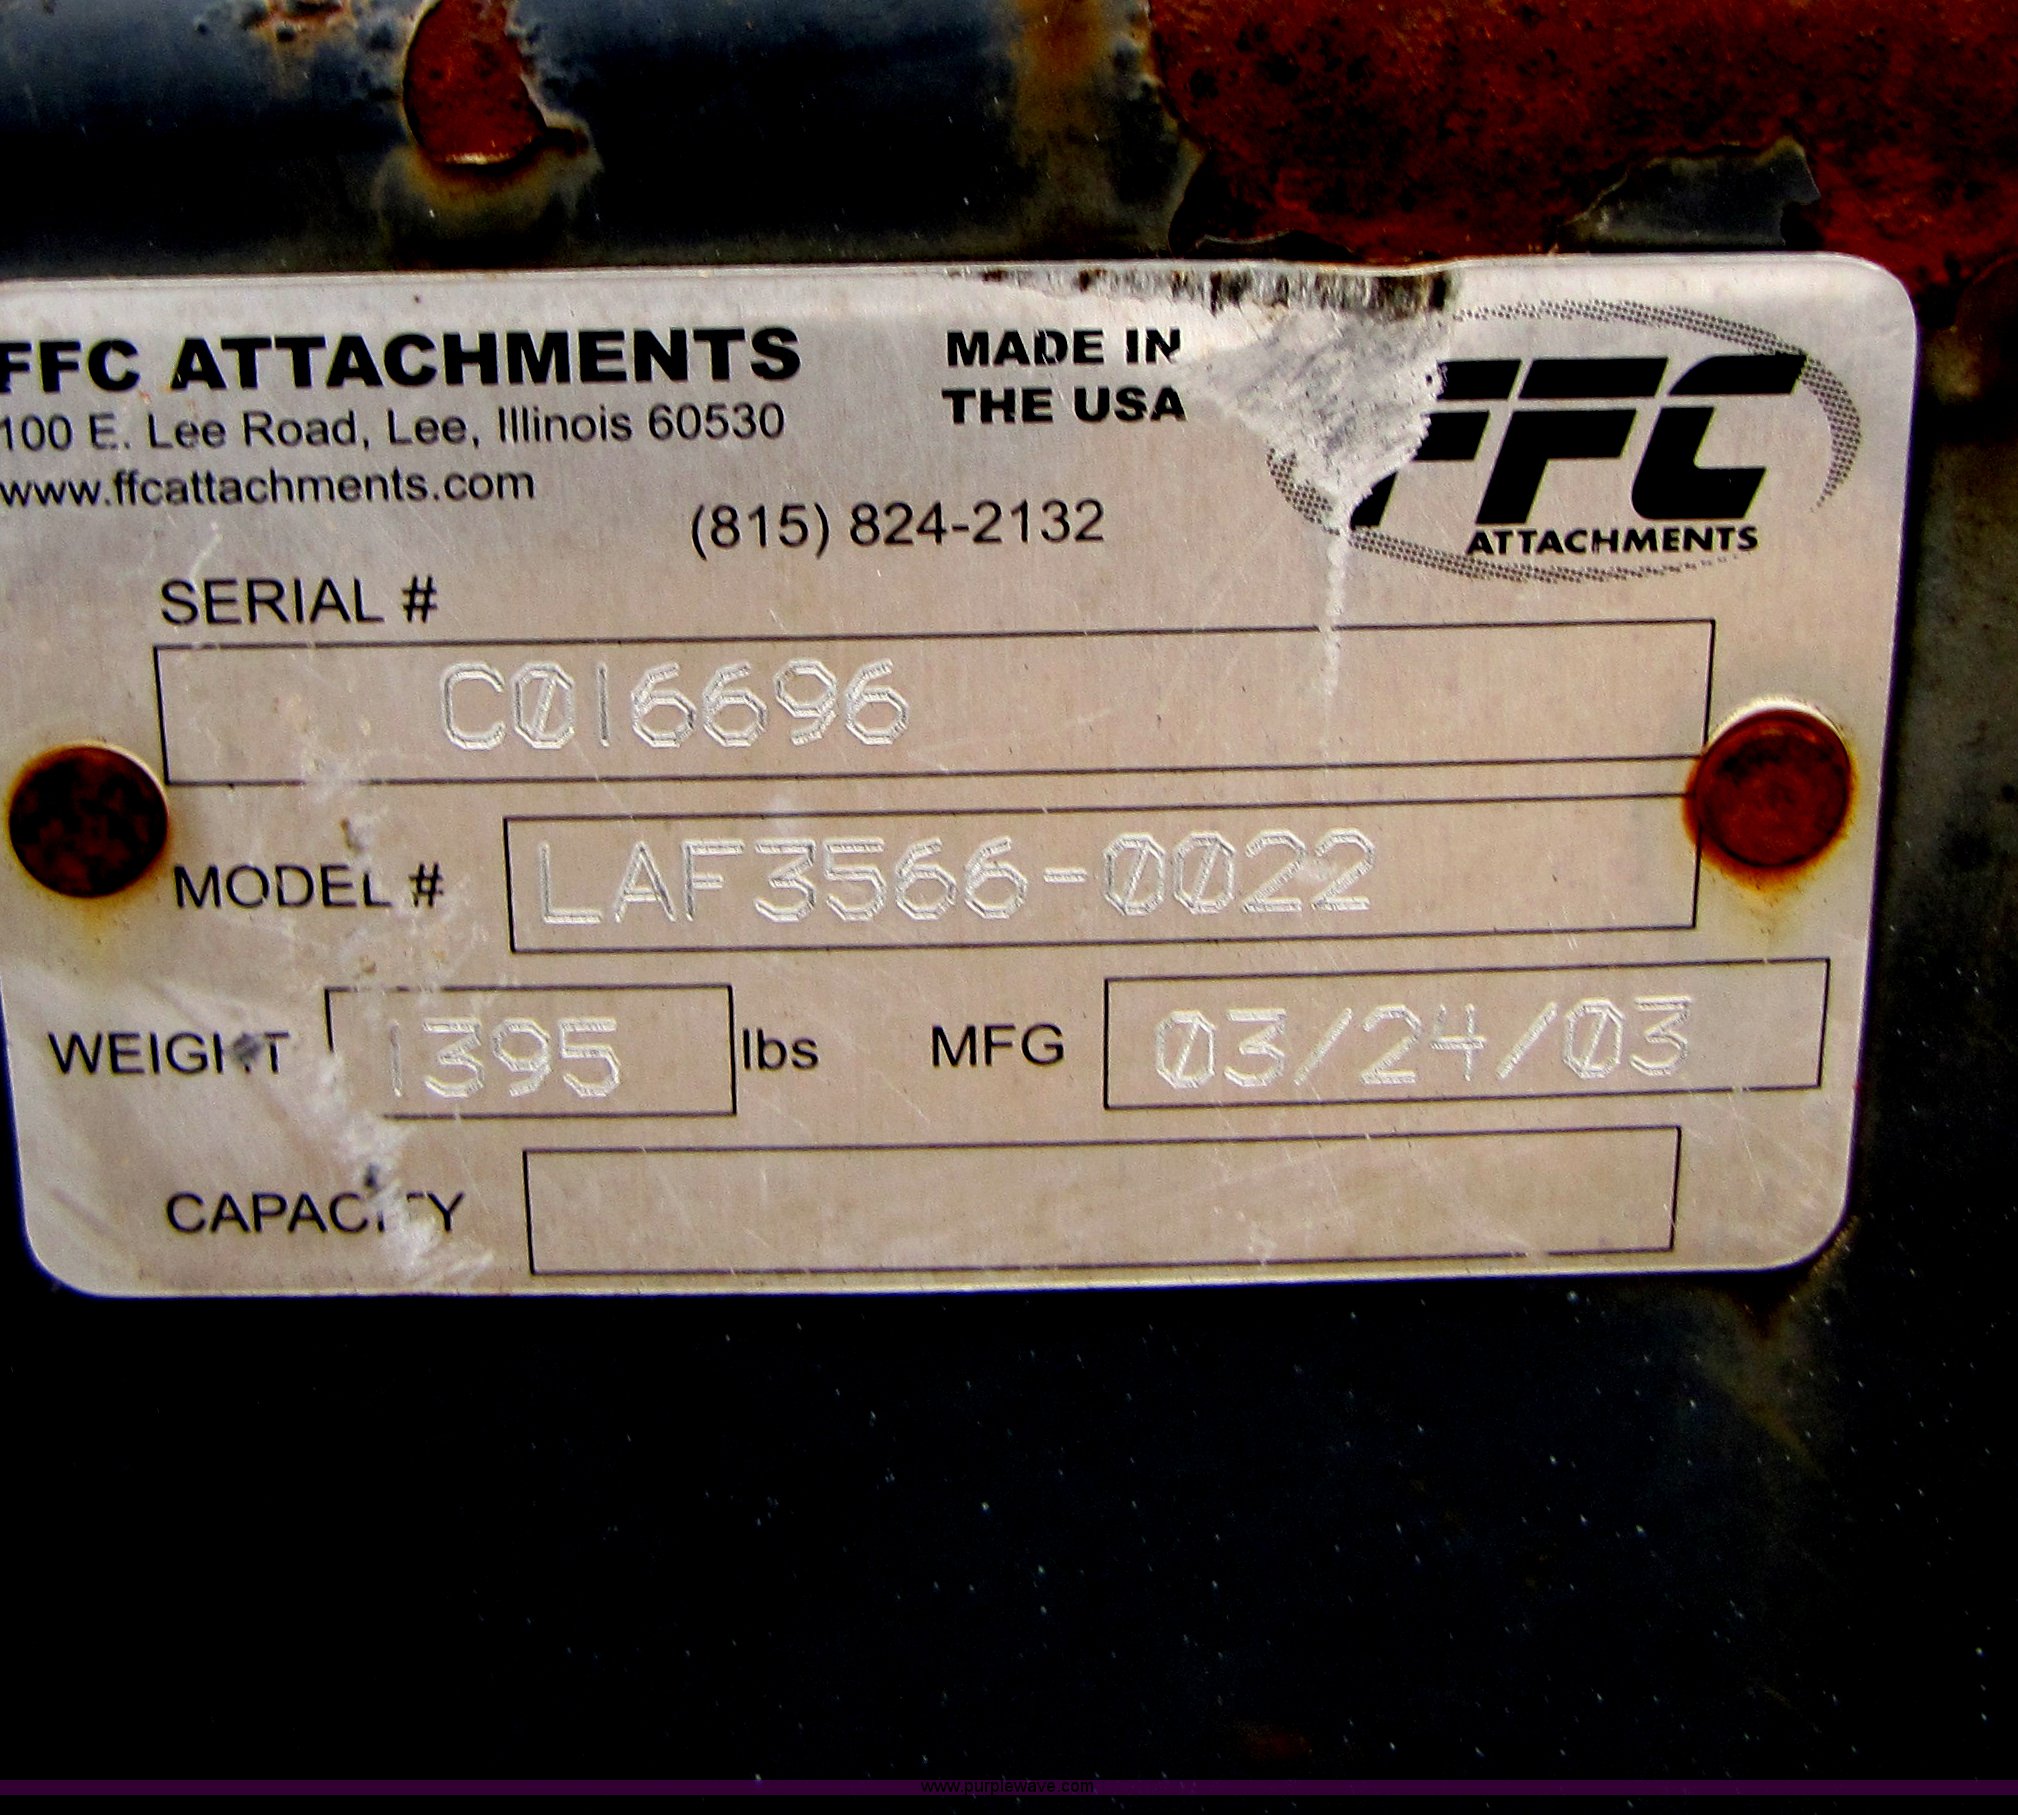 FFC ATTACHMENTS
100 E. Lee Road, Lee, Illinois 60530
www.ffcattachments.com
MADE IN
THE USA
(815) 824-2132
FFC
ATTACHMENTS
SERIAL #
C016696
MODEL #
LAF3566-0022
WEIGHT 1395 lbs MFG 03/24/03
CAPACITY
www.purplewave.com